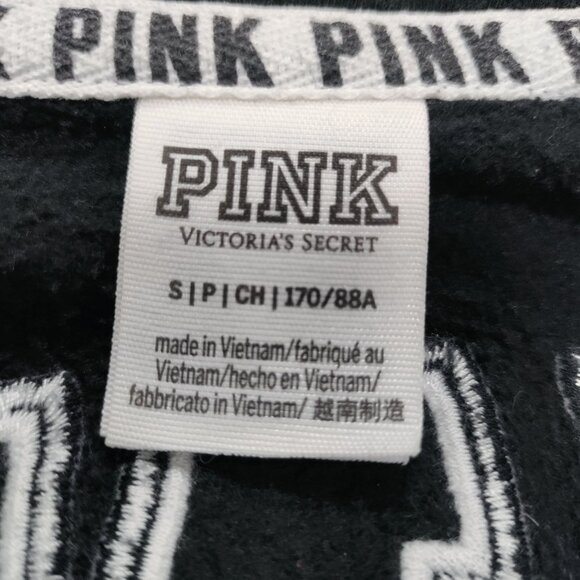 PINK PINK PINK
PINK
VICTORIA'S SECRET
S | P | CH | 170/88A
made in Vietnam/fabriqué au
Vietnam/hecho en Vietnam/
fabbricato in Vietnam/ 越南制造